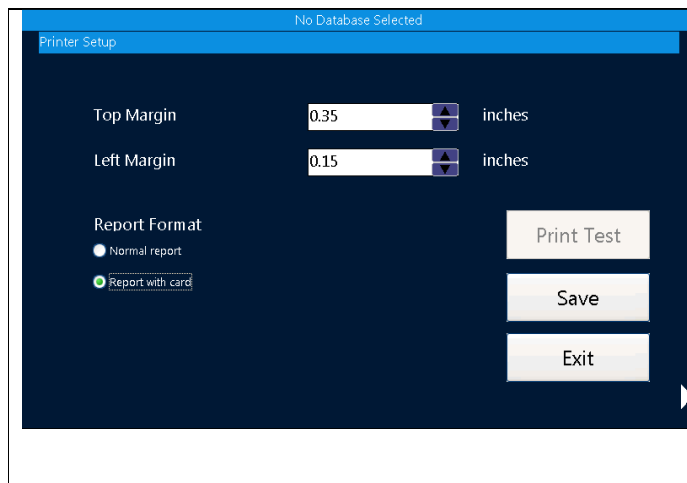 No Database Selected
Printer Setup
Top Margin 0.35 inches
Left Margin 0.15 inches
Report Format
Normal report
Report with card
Print Test
Save
Exit